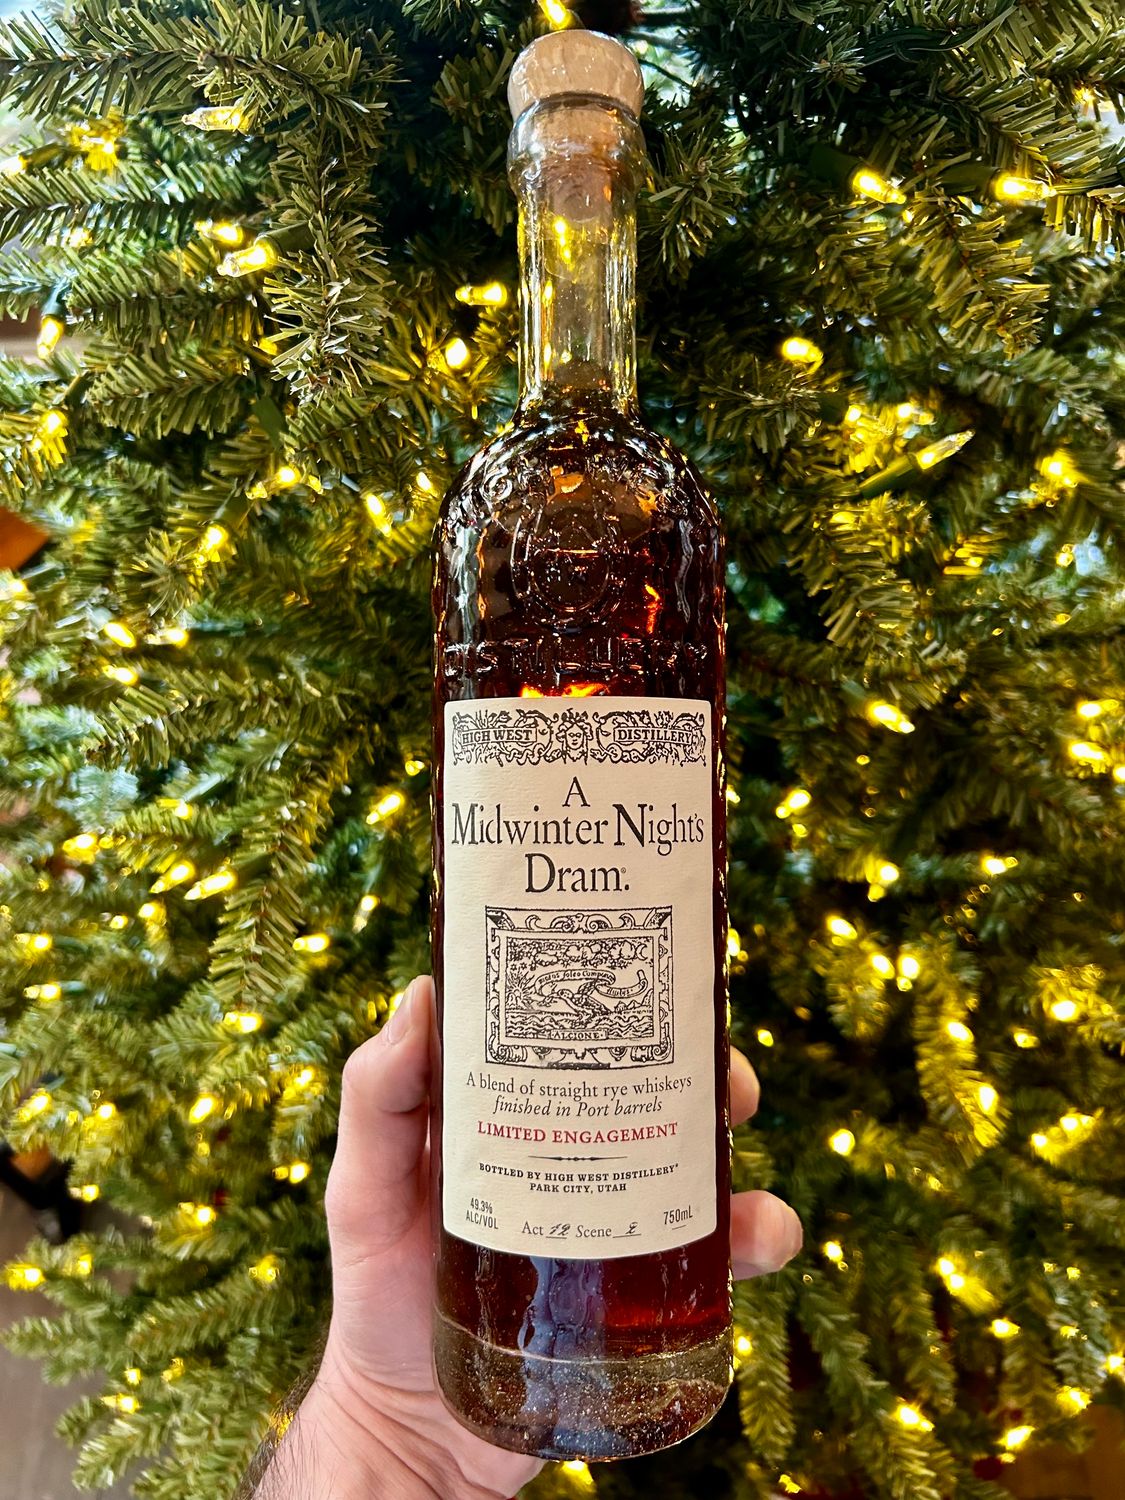 DISTILLERY
HIGH WEST DISTILLERY
A
Midwinter Night's
Dram.
ALCIONE
A blend of straight rye whiskeys
finished in Port barrels
LIMITED ENGAGEMENT
BOTTLED BY HIGH WEST DISTILLERY®
PARK CITY, UTAH
49.3%
ALC/VOL
Act 12 Scene
750mL